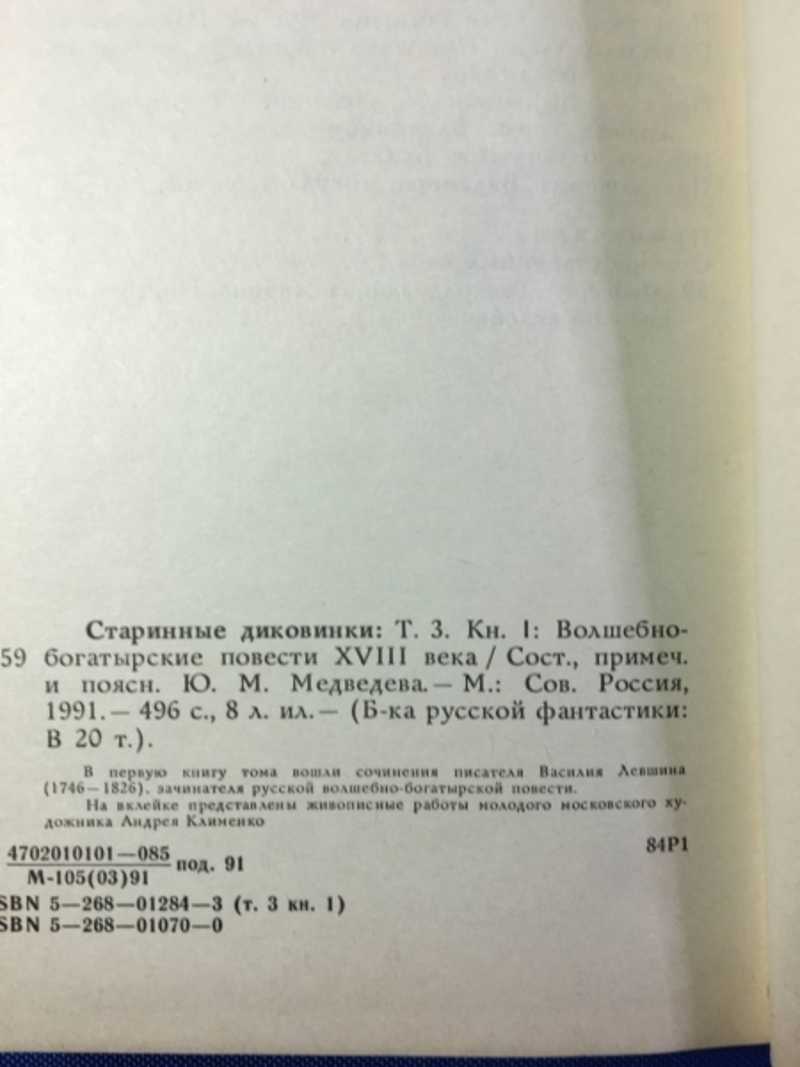 Старинные диковинки: Т. 3. Кн. I: Волшебно-
59 богатырские повести XVIII века / Сост., примеч.
и поясн. Ю. М. Медведева.— М.: Сов. Россия,
1991.— 496 с., 8 л. ил.— (Б-ка русской фантастики:
В 20 т.).
В первую книгу тома вошли сочинения писателя Василия Левшина
(1746—1826), зачинателя русской волшебно-богатырской повести.
На вклейке представлены живописные работы молодого московского ху-
дожника Андрея Клименко
84Р1
4702010101—085
М-105(03)91
под. 91
SBN 5—268—01284—3 (т. 3 кн. 1)
SBN 5—268—01070—0